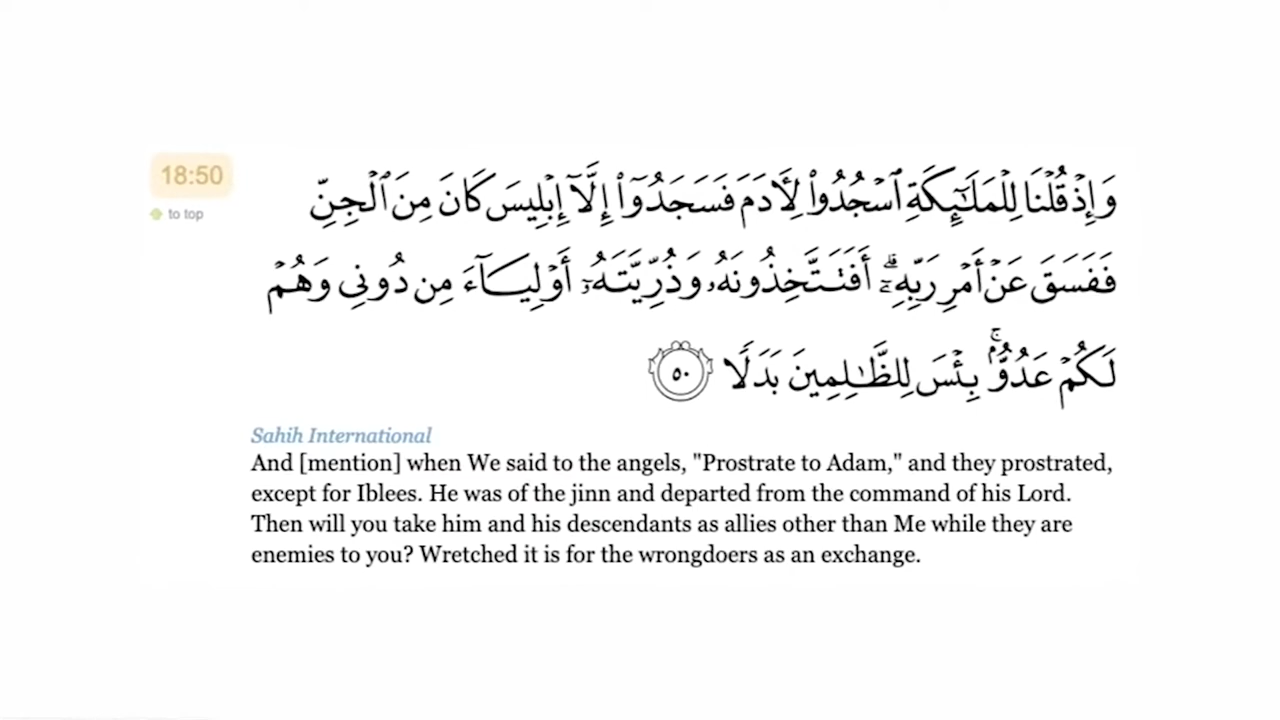 18:50
to top
وَإِذْ قُلْنَا لِلْمَلَٰٓئِكَةِ ٱسْجُدُوا۟ لِـَٔادَمَ فَسَجَدُوٓا۟ إِلَّآ إِبْلِيسَ كَانَ مِنَ ٱلْجِنِّ
فَفَسَقَ عَنْ أَمْرِ رَبِّهِۦٓ ۗ أَفَتَتَّخِذُونَهُۥ وَذُرِّيَّتَهُۥٓ أَوْلِيَآءَ مِن دُونِى وَهُمْ
لَكُمْ عَدُوٌّۢ ۚ بِئْسَ لِلظَّٰلِمِينَ بَدَلًا ٥٠
Sahih International
And [mention] when We said to the angels, "Prostrate to Adam," and they prostrated,
except for Iblees. He was of the jinn and departed from the command of his Lord.
Then will you take him and his descendants as allies other than Me while they are
enemies to you? Wretched it is for the wrongdoers as an exchange.